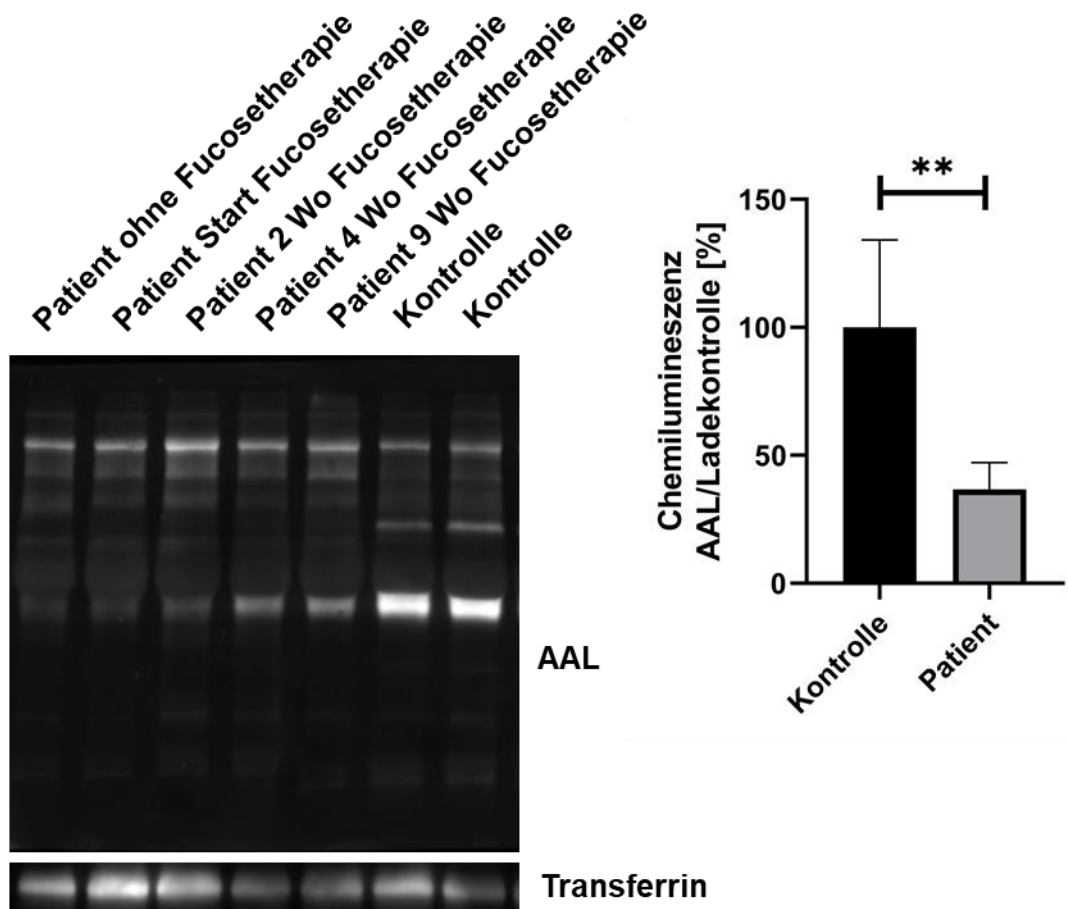 Patient ohne Fucosetherapie
Patient Start Fucosetherapie
Patient 2 Wo Fucosetherapie
Patient 4 Wo Fucosetherapie
Patient 9 Wo Fucosetherapie
Kontrolle
Kontrolle
AAL
Transferrin
Chemilumineszenz
AAL/Ladekontrolle [%]
**
150
100
50
0
Kontrolle
Patient